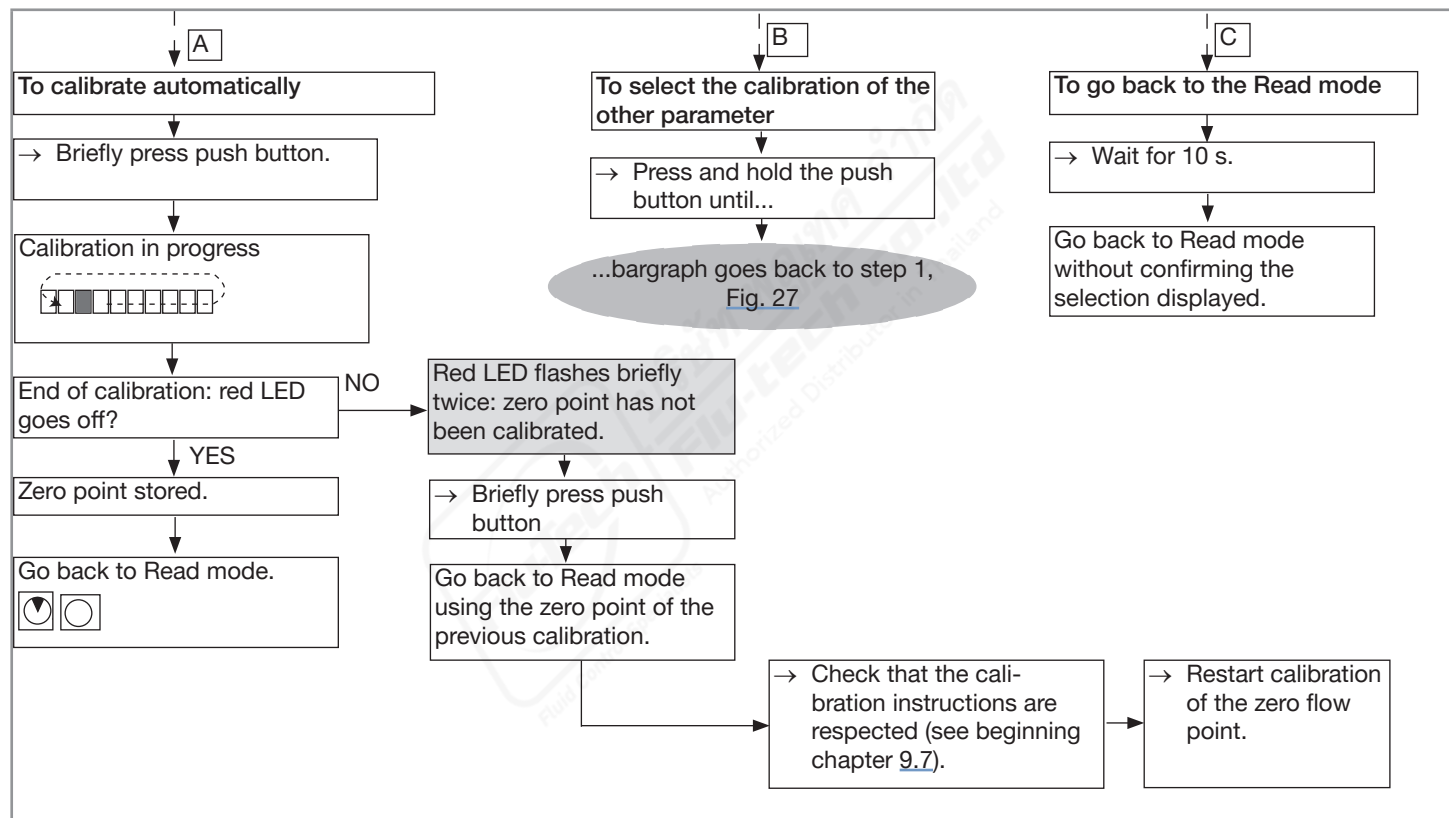 A
To calibrate automatically
→ Briefly press push button.
Calibration in progress
End of calibration: red LED
goes off?
NO
YES
Zero point stored.
Go back to Read mode.
Red LED flashes briefly
twice: zero point has not
been calibrated.
→ Briefly press push
button
Go back to Read mode
using the zero point of the
previous calibration.
→ Check that the cali-
bration instructions are
respected (see beginning
chapter 9.7).
→ Restart calibration
of the zero flow
point.
B
To select the calibration of the
other parameter
→ Press and hold the push
button until...
...bargraph goes back to step 1,
Fig. 27
C
To go back to the Read mode
→ Wait for 10 s.
Go back to Read mode
without confirming the
selection displayed.
Flu-tech co.,ltd